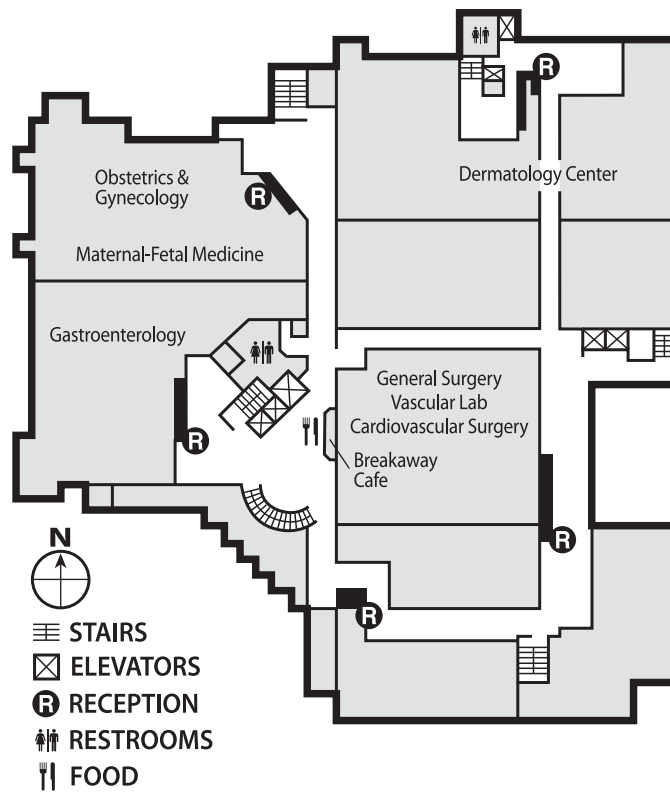 R
Obstetrics &
Gynecology
R
Dermatology Center
Maternal-Fetal Medicine
Gastroenterology
General Surgery
Vascular Lab
Cardiovascular Surgery
R
Breakaway
Cafe
R
R
N
STAIRS
ELEVATORS
R RECEPTION
RESTROOMS
FOOD